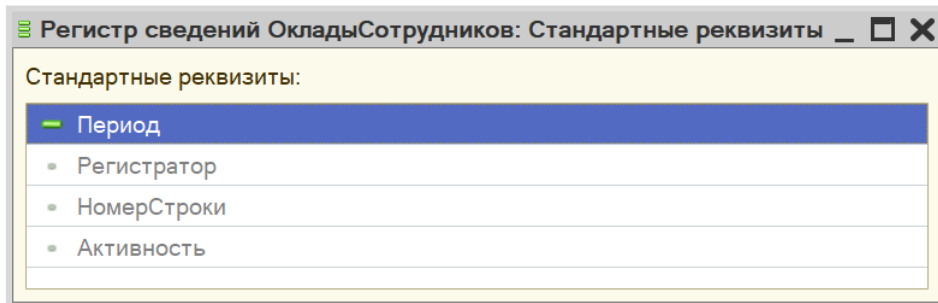 Регистр сведений ОкладыСотрудников: Стандартные реквизиты
Стандартные реквизиты:
Период
Регистратор
НомерСтроки
Активность